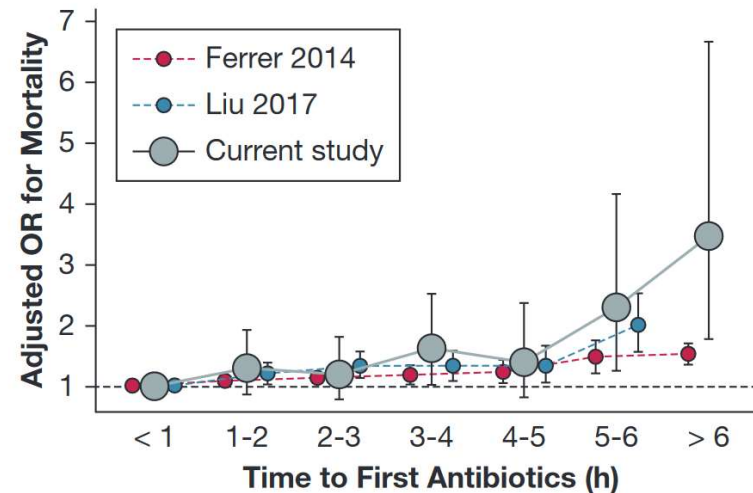 7
6
5
4
3
2
1
Adjusted OR for Mortality
Ferrer 2014
Liu 2017
Current study
< 1 1-2 2-3 3-4 4-5 5-6 > 6
Time to First Antibiotics (h)